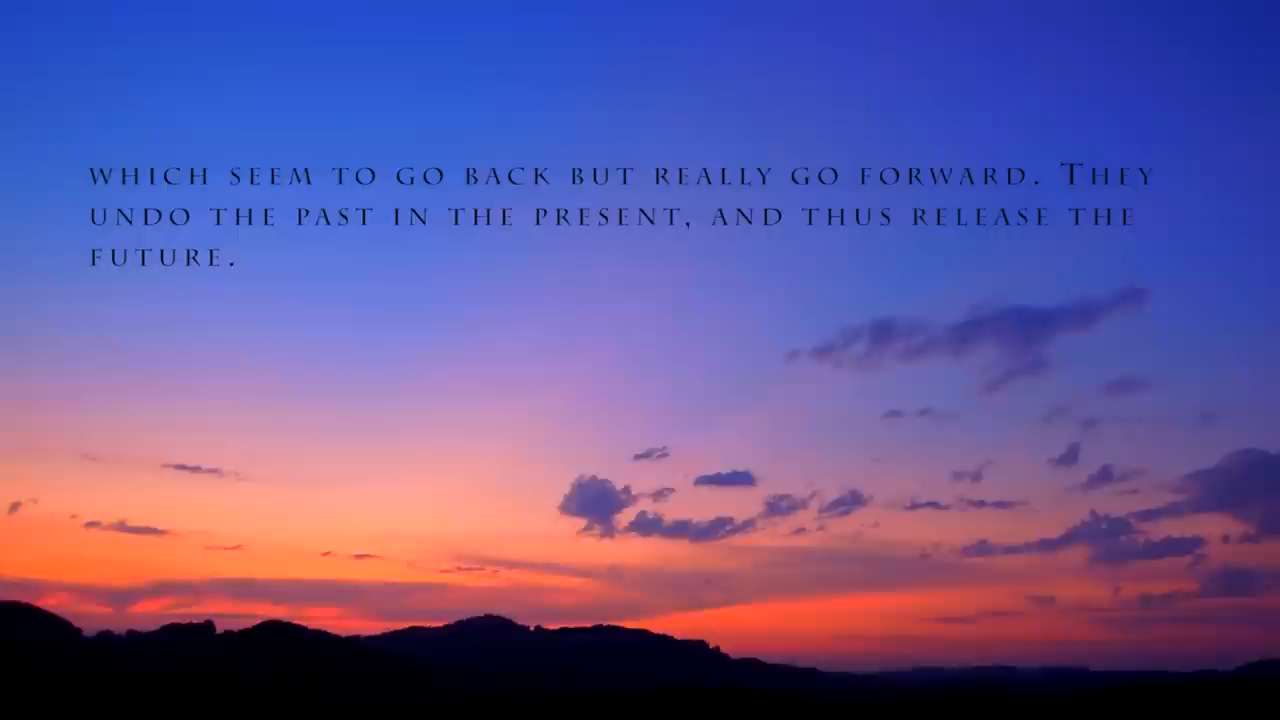 which seem to go back but really go forward. They
undo the past in the present, and thus release the
future.